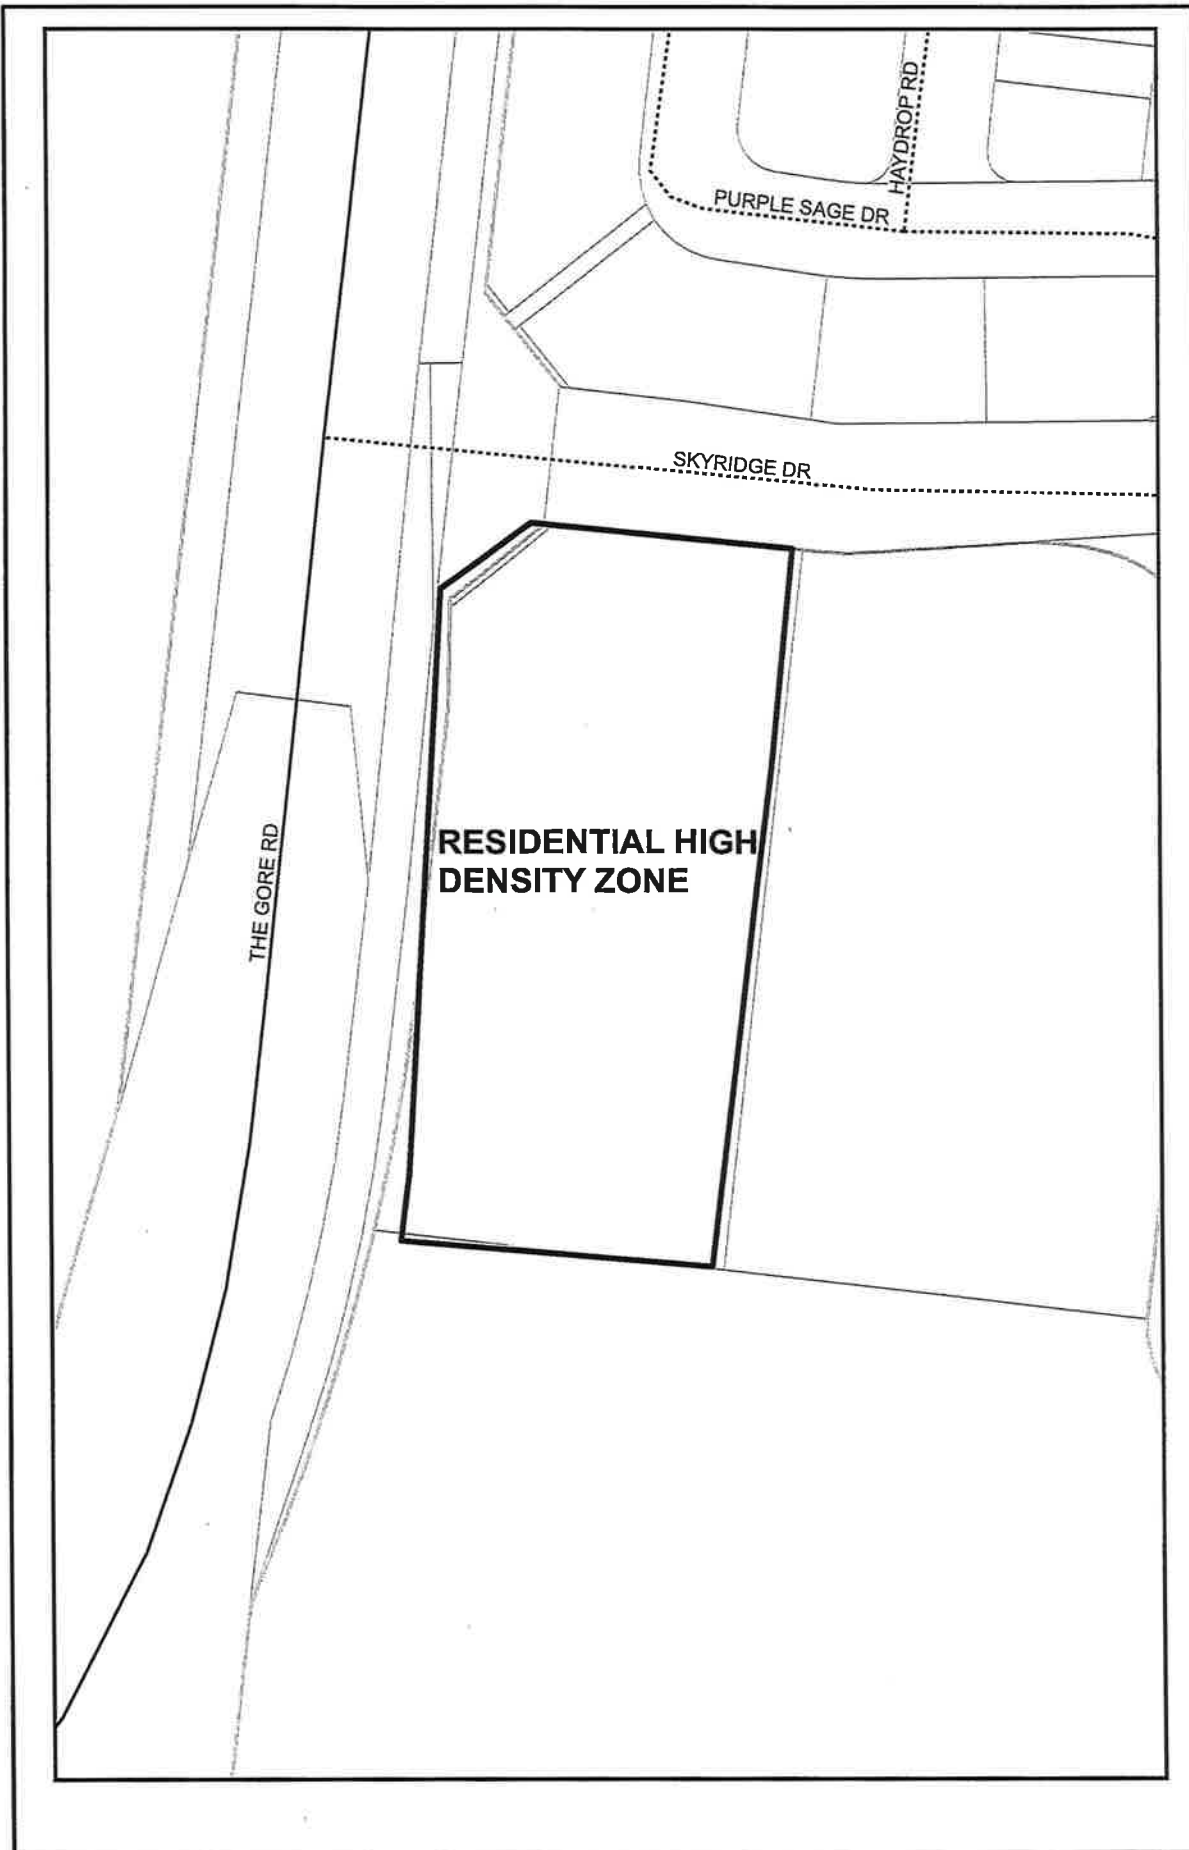 HAYDROP RD
PURPLE SAGE DR
SKYRIDGE DR
RESIDENTIAL HIGH
DENSITY ZONE
THE GORE RD